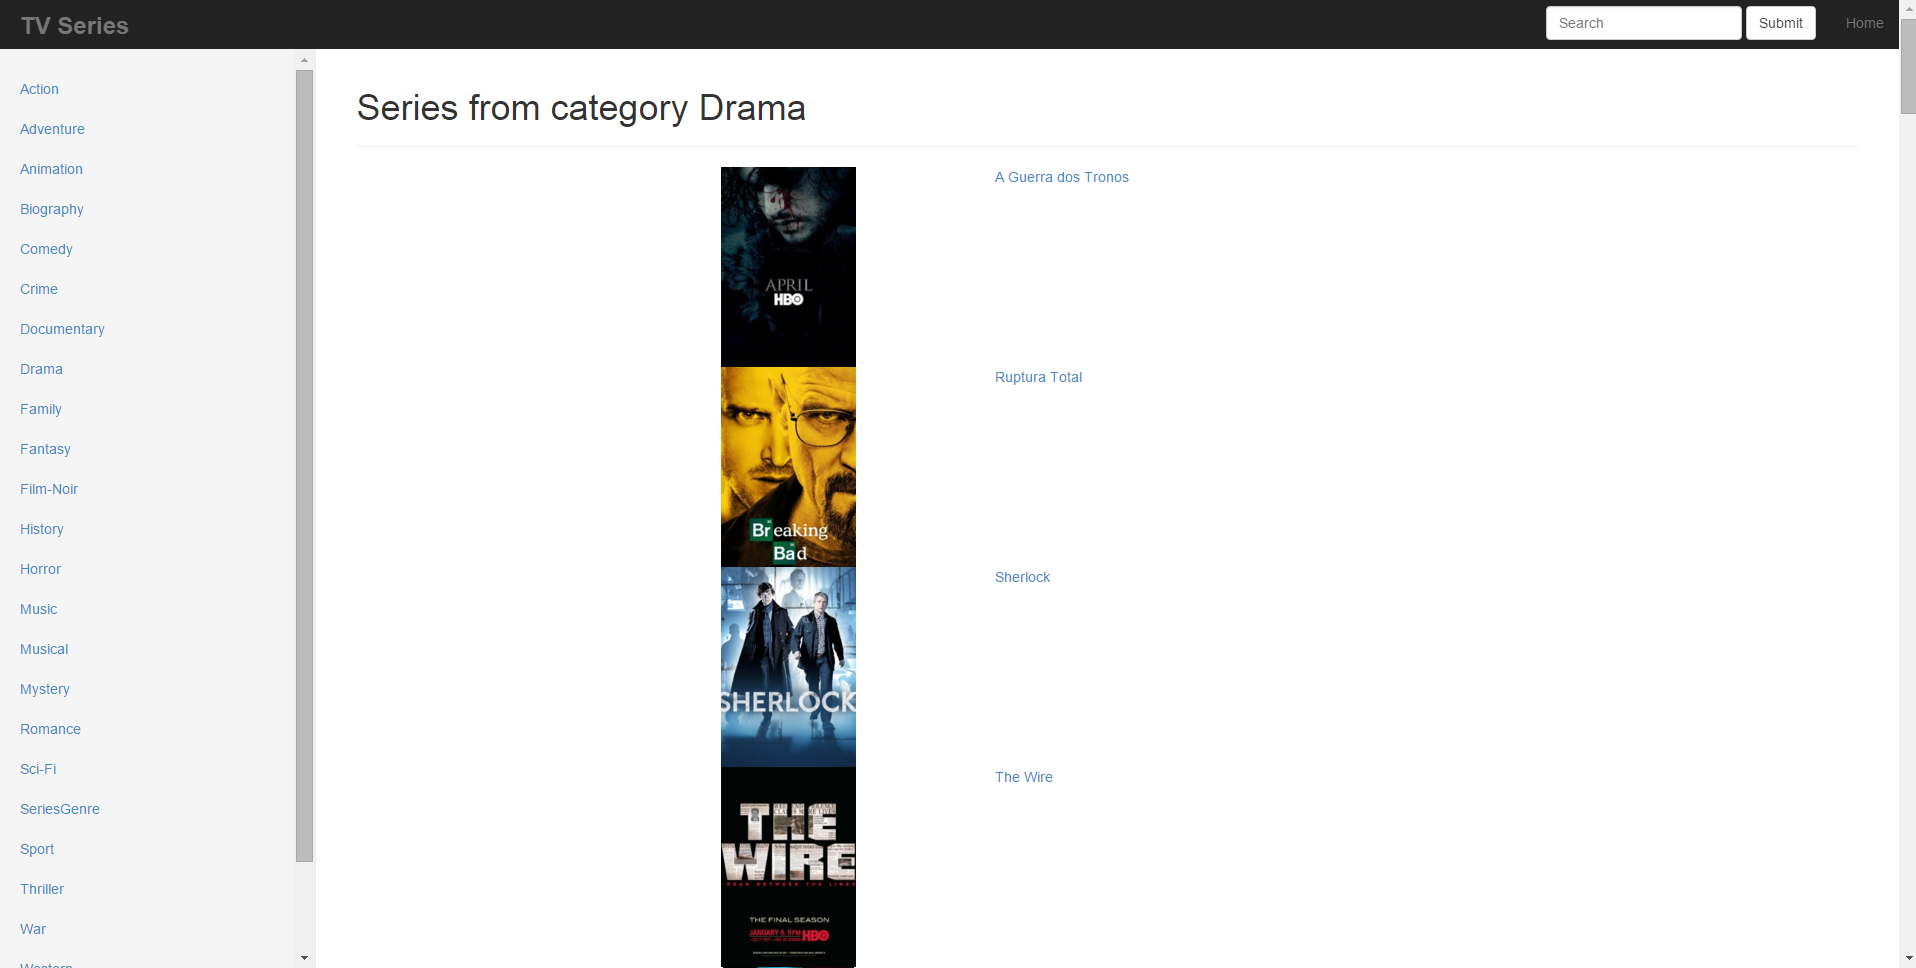 TV Series
Search
Submit
Home
Action
Adventure
Animation
Biography
Comedy
Crime
Documentary
Drama
Family
Fantasy
Film-Noir
History
Horror
Music
Musical
Mystery
Romance
Sci-Fi
SeriesGenre
Sport
Thriller
War
Western
Series from category Drama
APRIL
HBO
A Guerra dos Tronos
Breaking
Bad
Ruptura Total
SHERLOCK
Sherlock
THE
WIRE
READ BETWEEN THE LINES
THE FINAL SEASON
JANUARY 6, 9PM HBO
The Wire